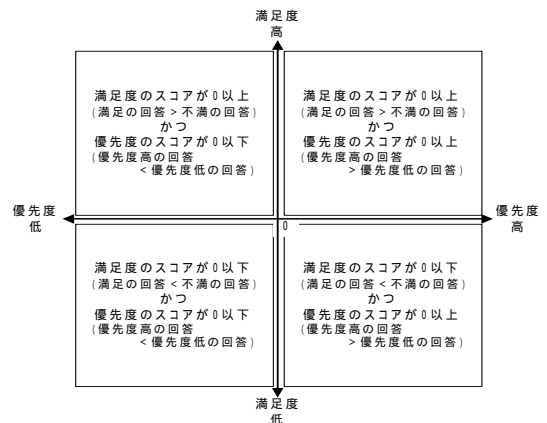 満足度
高
満足度のスコアが0以上
(満足の回答>不満の回答)
かつ
優先度のスコアが0以下
(優先度高の回答
<優先度低の回答)
満足度のスコアが0以上
(満足の回答>不満の回答)
かつ
優先度のスコアが0以上
(優先度高の回答
>優先度低の回答)
優先度
低
0
優先度
高
満足度のスコアが0以下
(満足の回答<不満の回答)
かつ
優先度のスコアが0以下
(優先度高の回答
<優先度低の回答)
満足度のスコアが0以下
(満足の回答<不満の回答)
かつ
優先度のスコアが0以上
(優先度高の回答
>優先度低の回答)
満足度
低